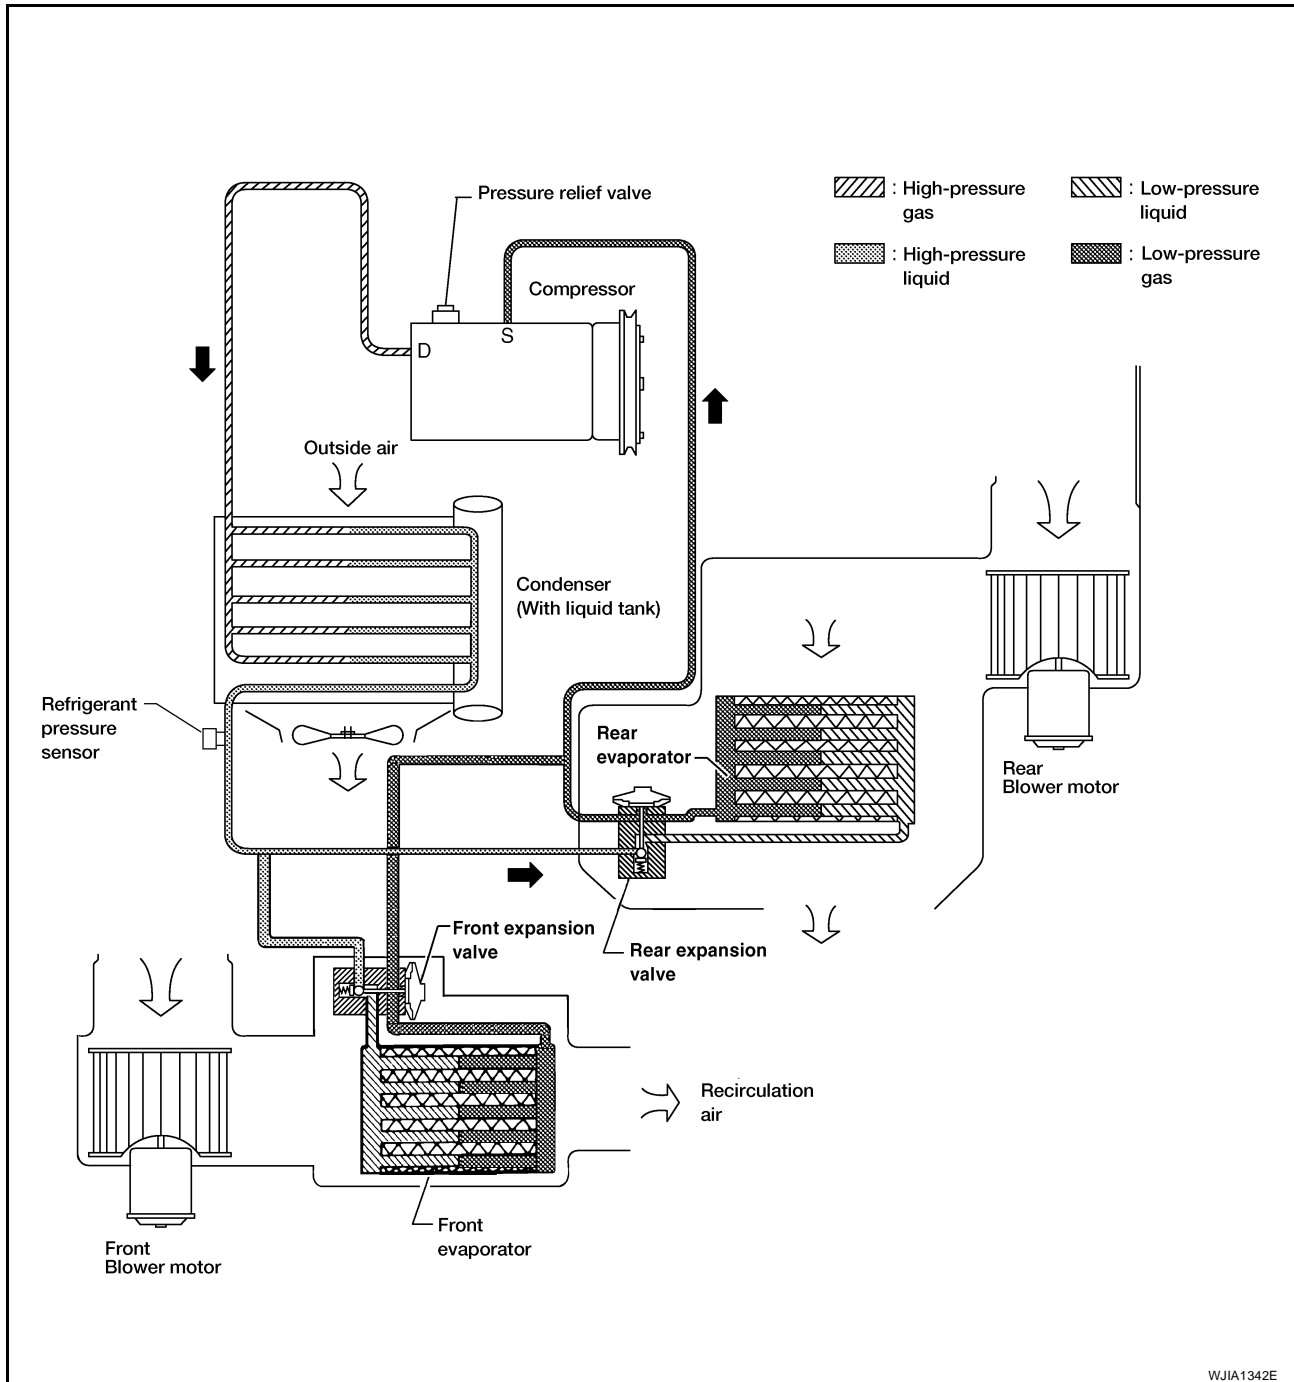 Pressure relief valve
: High-pressure
gas
: Low-pressure
liquid
: High-pressure
liquid
: Low-pressure
gas
Compressor
S
D
Outside air
Condenser
(With liquid tank)
Refrigerant
pressure
sensor
Rear
evaporator
Rear
Blower motor
Front expansion
valve
Rear expansion
valve
Recirculation
air
Front
evaporator
Front
Blower motor
WJIA1342E